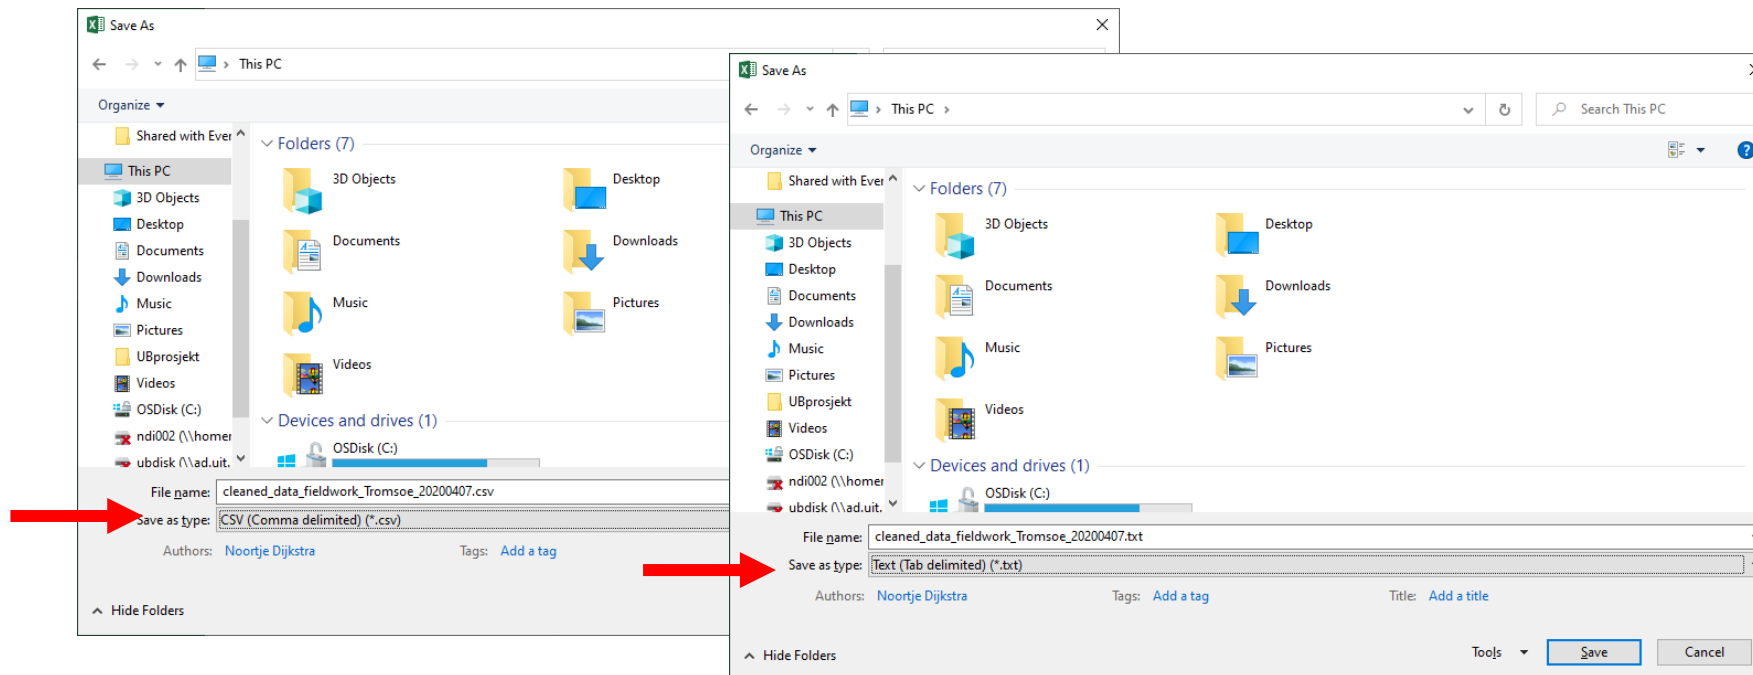 Save As
This PC
Organize
Shared with Ever
This PC
3D Objects
Desktop
Documents
Downloads
Music
Pictures
UBprosjekt
Videos
OSDisk (C:)
ndi002 (\\homer
ubdisk (\\ad.uit.
Folders (7)
3D Objects
Desktop
Documents
Downloads
Music
Pictures
Videos
Devices and drives (1)
OSDisk (C:)
File name: cleaned_data_fieldwork_Tromsoe_20200407.csv
Save as type: CSV (Comma delimited) (*.csv)
Authors: Noortje Dijkstra Tags: Add a tag
Hide Folders
Save As
This PC
Search This PC
Organize
?
Shared with Ever
This PC
3D Objects
Desktop
Documents
Downloads
Music
Pictures
UBprosjekt
Videos
OSDisk (C:)
ndi002 (\\homer
ubdisk (\\ad.uit.
Folders (7)
3D Objects
Desktop
Documents
Downloads
Music
Pictures
Videos
Devices and drives (1)
OSDisk (C:)
File name: cleaned_data_fieldwork_Tromsoe_20200407.txt
Save as type: Text (Tab delimited) (*.txt)
Authors: Noortje Dijkstra Tags: Add a tag Title: Add a title
Hide Folders
Tools Save Cancel